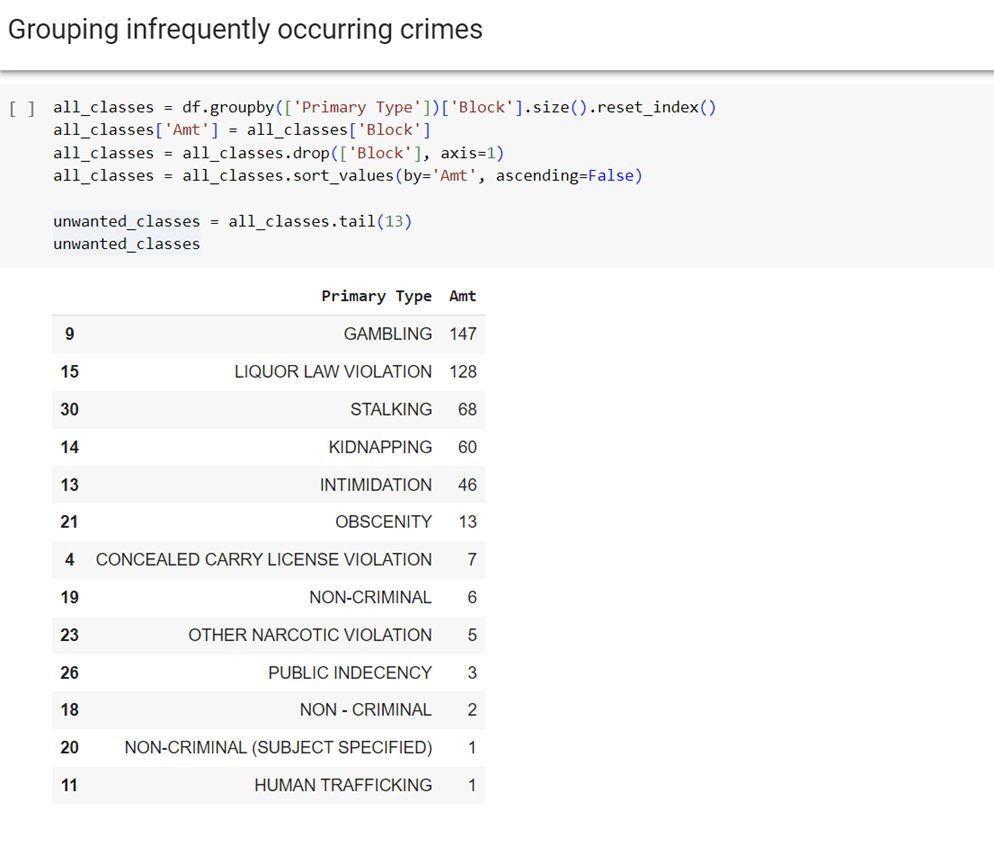 Grouping infrequently occurring crimes
[ ] all_classes = df.groupby(['Primary Type'])['Block'].size().reset_index()
all_classes['Amt'] = all_classes['Block']
all_classes = all_classes.drop(['Block'], axis=1)
all_classes = all_classes.sort_values(by='Amt', ascending=False)
unwanted_classes = all_classes.tail(13)
unwanted_classes
Primary Type Amt
9 GAMBLING 147
15 LIQUOR LAW VIOLATION 128
30 STALKING 68
14 KIDNAPPING 60
13 INTIMIDATION 46
21 OBSCENITY 13
4 CONCEALED CARRY LICENSE VIOLATION 7
19 NON-CRIMINAL 6
23 OTHER NARCOTIC VIOLATION 5
26 PUBLIC INDECENCY 3
18 NON - CRIMINAL 2
20 NON-CRIMINAL (SUBJECT SPECIFIED) 1
11 HUMAN TRAFFICKING 1